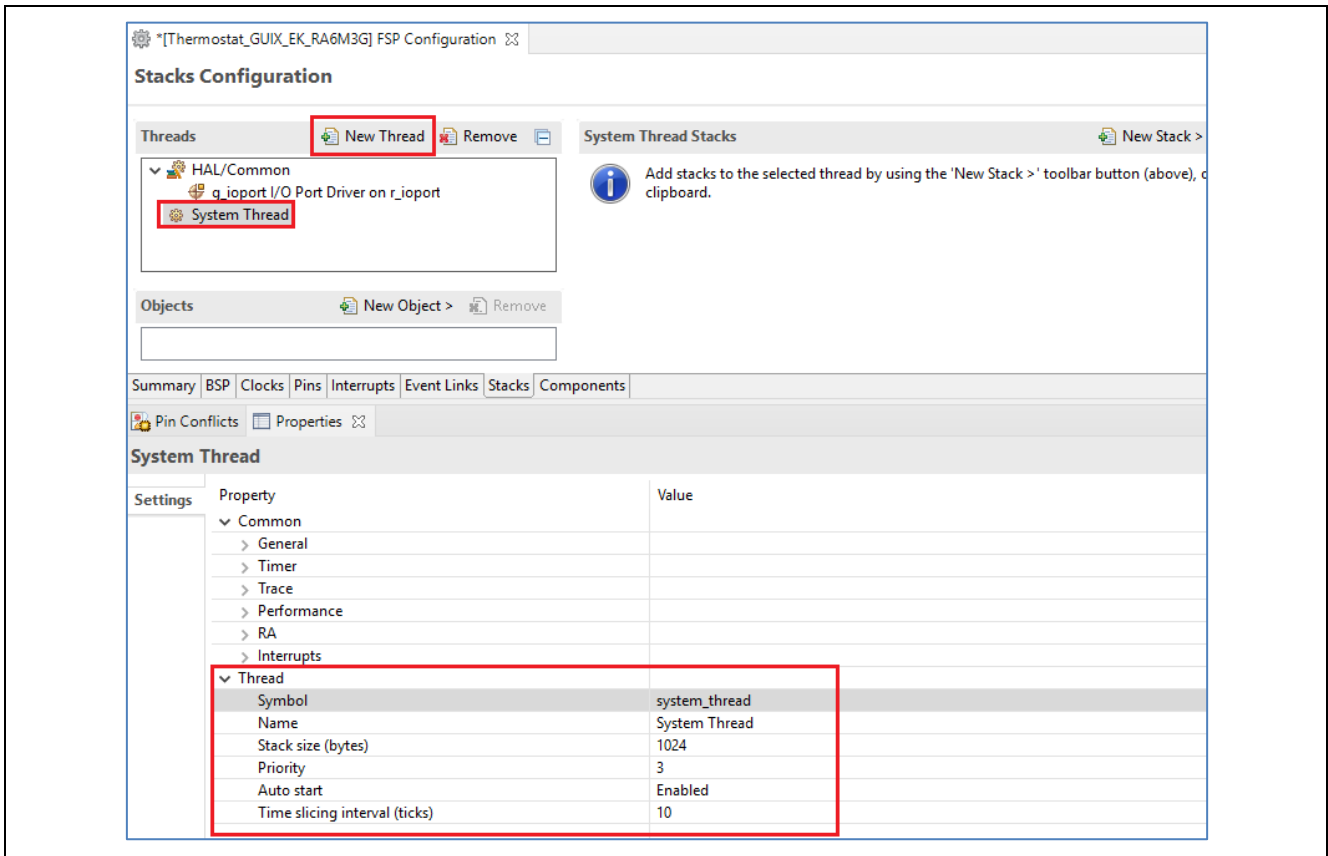 *[Thermostat_GUIX_EK_RA6M3G] FSP Configuration
Stacks Configuration
Threads New Thread Remove
HAL/Common
g_ioport I/O Port Driver on r_ioport
System Thread
System Thread Stacks New Stack >
Add stacks to the selected thread by using the 'New Stack >' toolbar button (above),
clipboard.
Objects New Object > Remove
Summary BSP Clocks Pins Interrupts Event Links Stacks Components
Pin Conflicts Properties
System Thread
Settings Property Value
Common
General
Timer
Trace
Performance
RA
Interrupts
Thread
Symbol system_thread
Name System Thread
Stack size (bytes) 1024
Priority 3
Auto start Enabled
Time slicing interval (ticks) 10